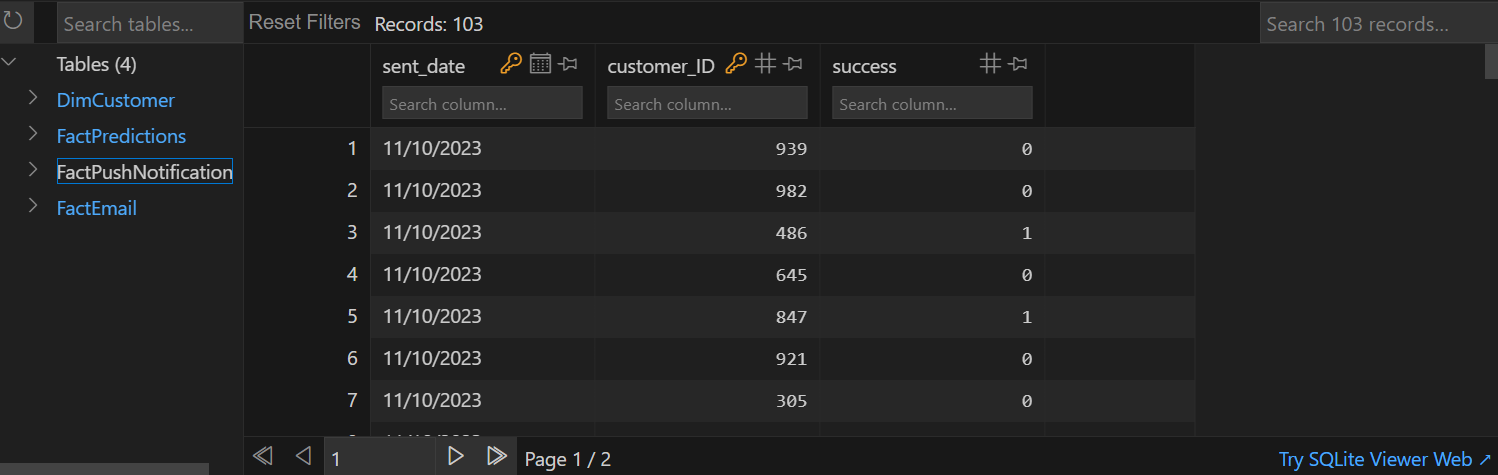 Search tables...
Reset Filters Records: 103
Search 103 records...
Tables (4)
DimCustomer
FactPredictions
FactPushNotification
FactEmail
sent_date customer_ID success
Search column... Search column... Search column...
1 11/10/2023 939 0
2 11/10/2023 982 0
3 11/10/2023 486 1
4 11/10/2023 645 0
5 11/10/2023 847 1
6 11/10/2023 921 0
7 11/10/2023 305 0
1 Page 1 / 2
Try SQLite Viewer Web ↗